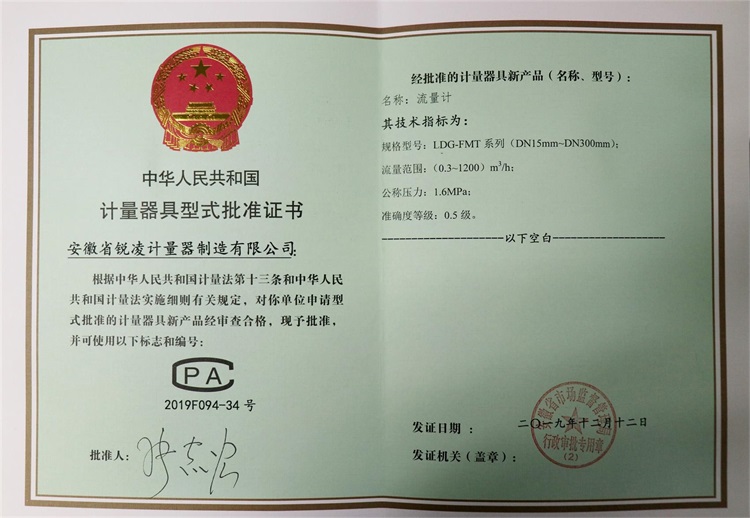 中华人民共和国
计量器具型式批准证书
安徽省锐凌计量器制造有限公司:
根据中华人民共和国计量法第十三条和中华人民
共和国计量法实施细则有关规定，对你单位申请型
式批准的计量器具新产品经审查合格，现予批准，
并可使用以下标志和编号:
CPA
2019F094-34 号
批准人:
经批准的计量器具新产品（名称、型号）:
名称: 流量计
其技术指标为:
规格型号: LDG-FMT 系列（DN15mm~DN300mm）;
流量范围:（0.3~1200）m³/h;
公称压力: 1.6MPa;
准确度等级: 0.5 级。
--------------------以下空白--------------------
发证日期: 二〇一九年十二月十二日
发证机关（盖章）:
安徽省市场监督管理局
行政审批专用章
(2)